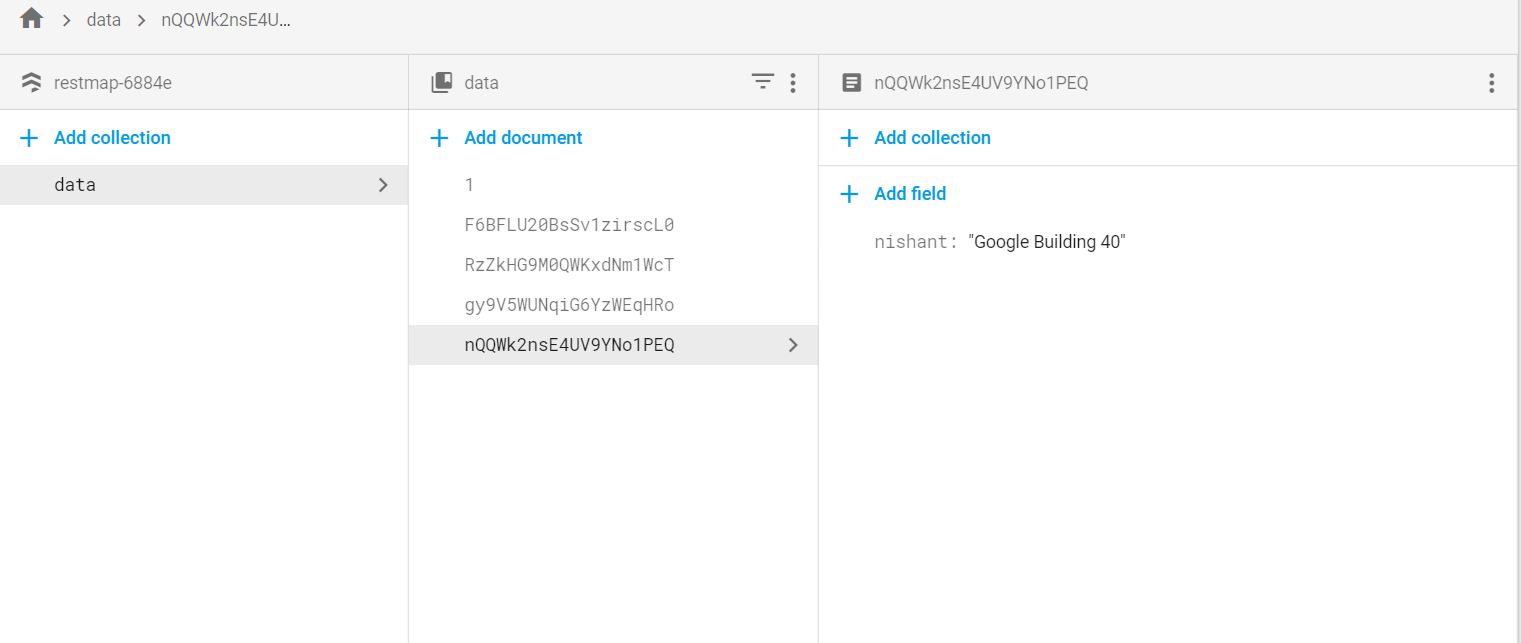 data nQQWk2nsE4U...
restmap-6884e
Add collection
data
data
Add document
1
F6BFLU20BsSv1zirscL0
RzZkHG9M0QWKxdNm1WcT
gy9V5WUNqiG6YzWEqHRo
nQQWk2nsE4UV9YNo1PEQ
nQQWk2nsE4UV9YNo1PEQ
Add collection
Add field
nishant: "Google Building 40"